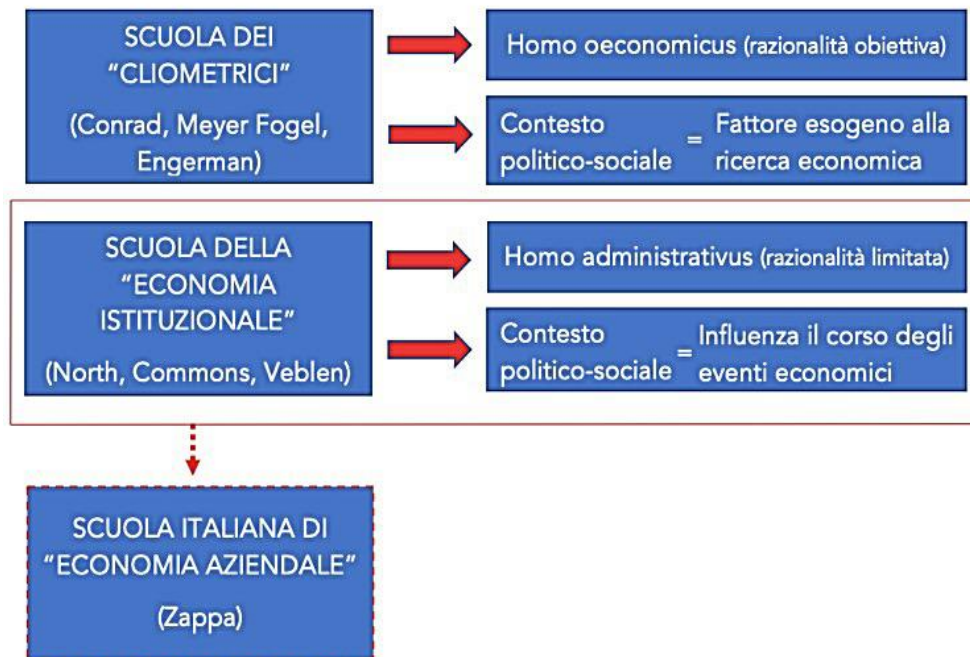 SCUOLA DEI
“CLIOMETRICI”
(Conrad, Meyer Fogel,
Engerman)
Homo oeconomicus (razionalità obiettiva)
Contesto
politico-sociale
=
Fattore esogeno alla
ricerca economica
SCUOLA DELLA
“ECONOMIA
ISTITUZIONALE”
(North, Commons, Veblen)
Homo administrativus (razionalità limitata)
Contesto
politico-sociale
=
Influenza il corso degli
eventi economici
SCUOLA ITALIANA DI
“ECONOMIA AZIENDALE”
(Zappa)